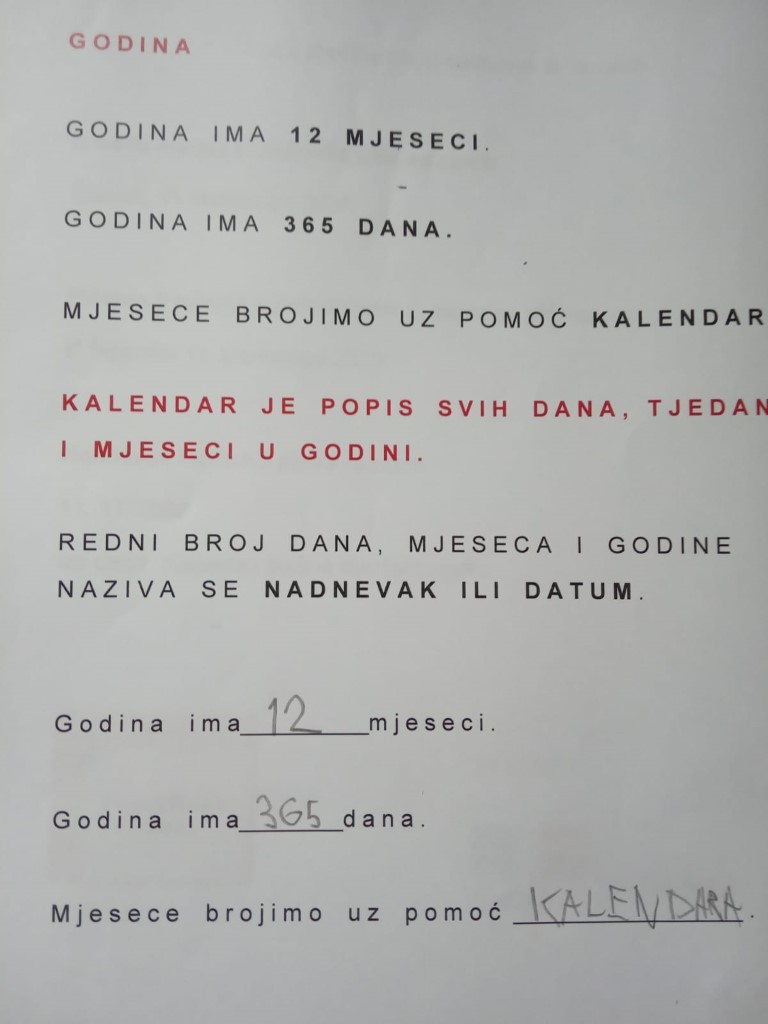 GODINA
GODINA IMA 12 MJESECI.
GODINA IMA 365 DANA.
MJESECE BROJIMO UZ POMOĆ KALENDAR
KALENDAR JE POPIS SVIH DANA, TJEDAN
I MJESECI U GODINI.
REDNI BROJ DANA, MJESECA I GODINE
NAZIVA SE NADNEVAK ILI DATUM.
Godina ima 12 mjeseci.
Godina ima 365 dana.
Mjesece brojimo uz pomoć KALENDARA.